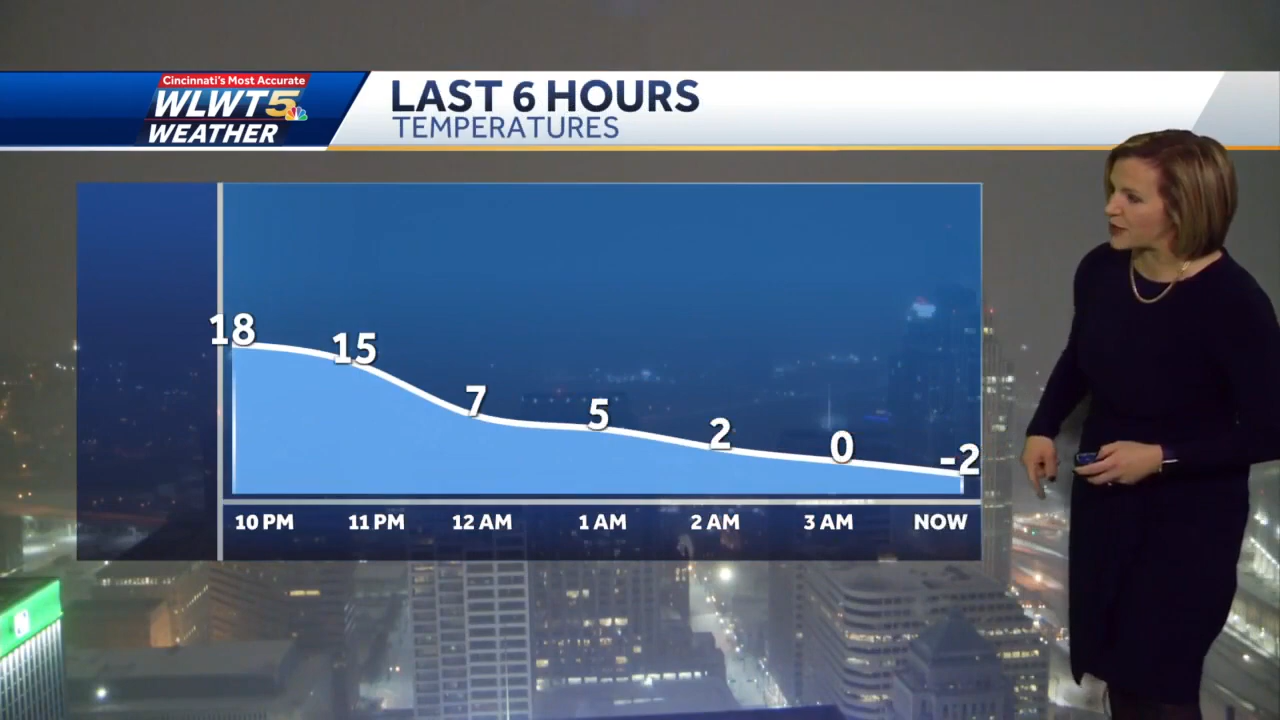 Cincinnati's Most Accurate
WLWT5
WEATHER
LAST 6 HOURS
TEMPERATURES
18
15
7
5
2
0
-2
10 PM
11 PM
12 AM
1 AM
2 AM
3 AM
NOW